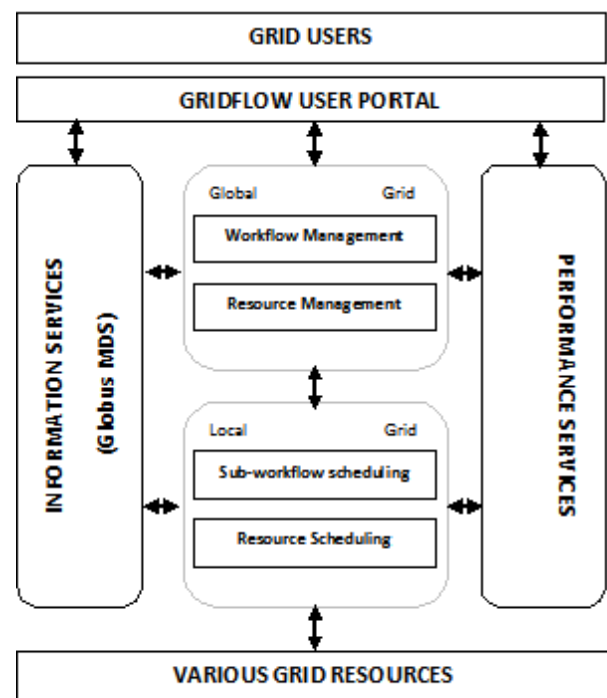 GRID USERS
GRIDFLOW USER PORTAL
INFORMATION SERVICES
(Globus MDS)
Global Grid
Workflow Management
Resource Management
Local Grid
Sub-workflow scheduling
Resource Scheduling
PERFORMANCE SERVICES
VARIOUS GRID RESOURCES